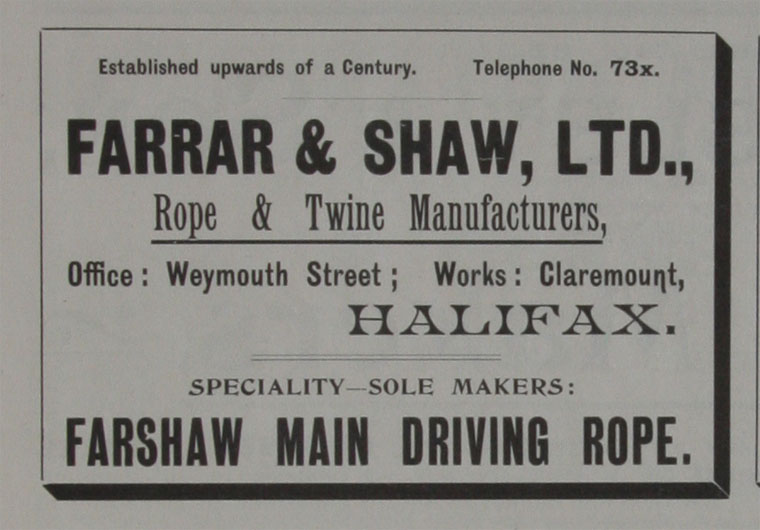 Established upwards of a Century. Telephone No. 73x.
FARRAR & SHAW, LTD.,
Rope & Twine Manufacturers,
Office : Weymouth Street ; Works : Claremount,
HALIFAX.
SPECIALITY—SOLE MAKERS:
FARSHAW MAIN DRIVING ROPE.